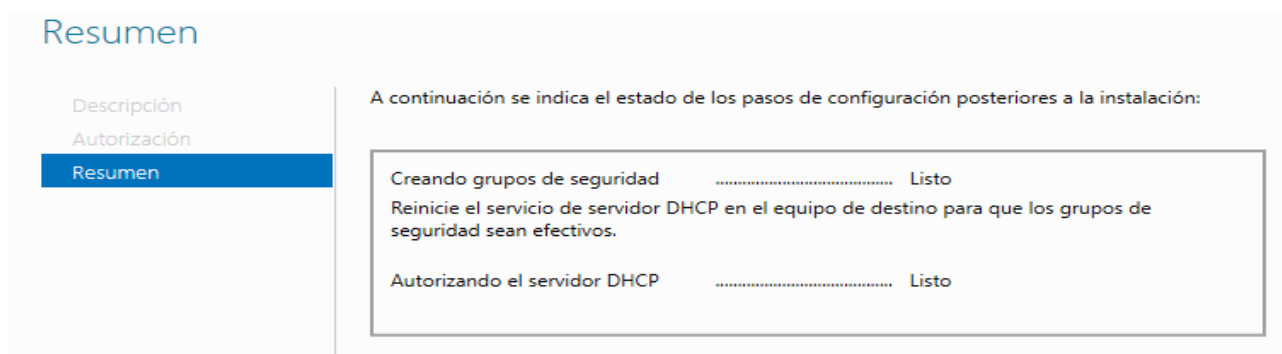 Resumen
Descripción
Autorización
Resumen
A continuación se indica el estado de los pasos de configuración posteriores a la instalación:
Creando grupos de seguridad .......................................... Listo
Reinicie el servicio de servidor DHCP en el equipo de destino para que los grupos de
seguridad sean efectivos.
Autorizando el servidor DHCP .......................................... Listo